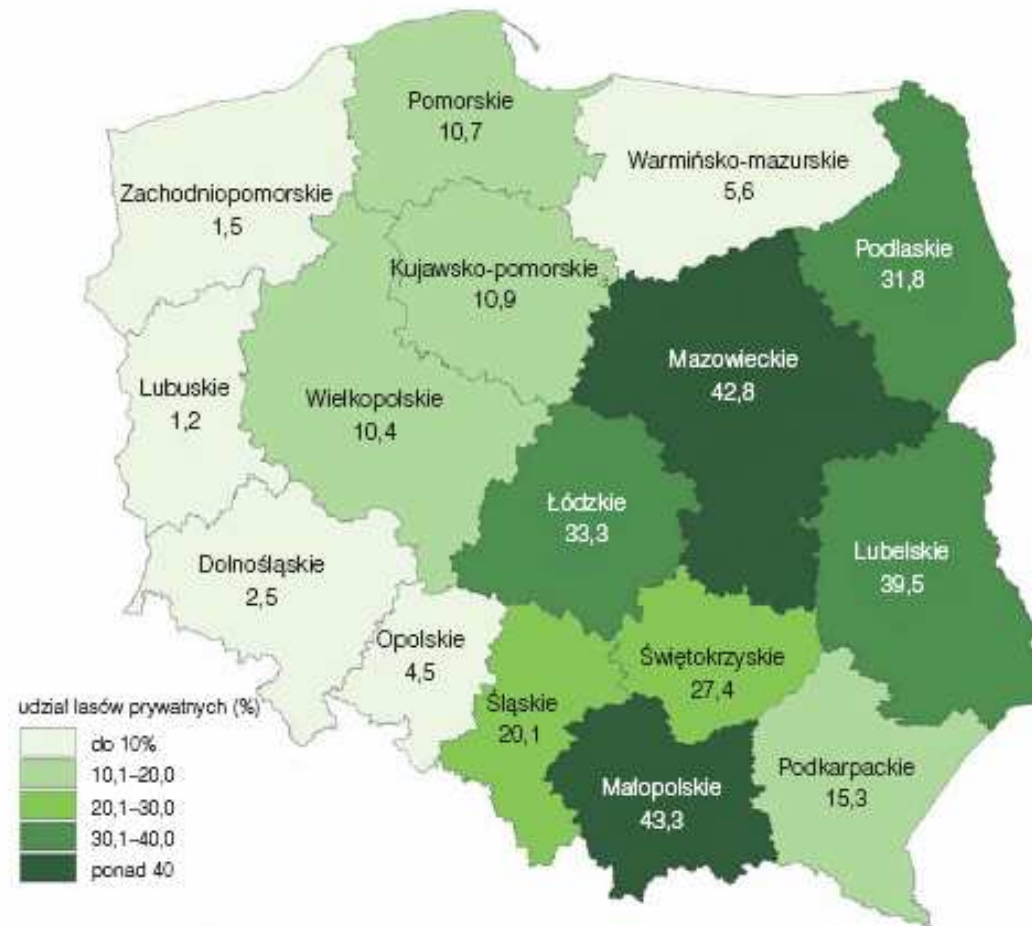 Pomorskie
10,7
Warmińsko-mazurskie
5,6
Zachodniopomorskie
1,5
Podlaskie
31,8
Kujawsko-pomorskie
10,9
Mazowieckie
42,8
Lubuskie
1,2
Wielkopolskie
10,4
Łódzkie
33,3
Lubelskie
39,5
Dolnośląskie
2,5
Opolskie
4,5
Świętokrzyskie
27,4
Śląskie
20,1
Małopolskie
43,3
Podkarpackie
15,3
udział lasów prywatnych (%)
do 10%
10,1–20,0
20,1–30,0
30,1–40,0
ponad 40